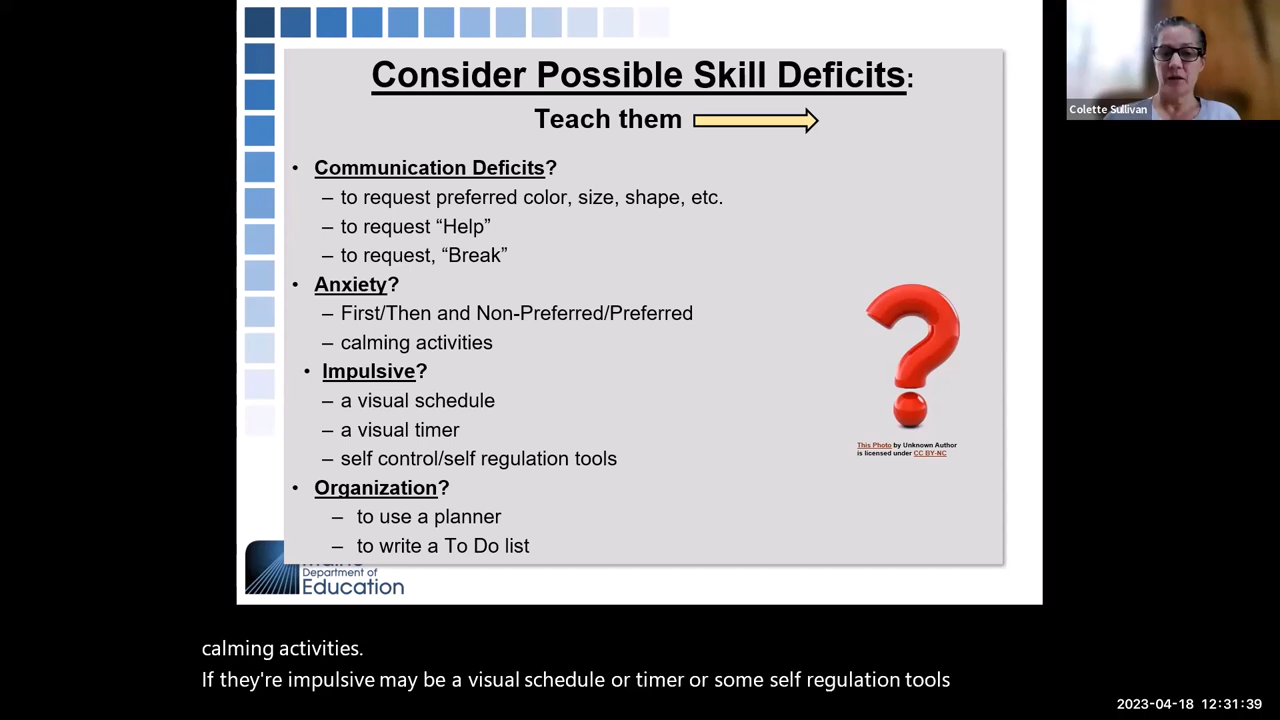 Consider Possible Skill Deficits:
Teach them
• Communication Deficits?
– to request preferred color, size, shape, etc.
– to request “Help”
– to request, “Break”
• Anxiety?
– First/Then and Non-Preferred/Preferred
– calming activities
• Impulsive?
– a visual schedule
– a visual timer
– self control/self regulation tools
• Organization?
– to use a planner
– to write a To Do list
This Photo by Unknown Author
is licensed under CC BY-NC
Department of
Education
Colette Sullivan
calming activities.
If they're impulsive may be a visual schedule or timer or some self regulation tools
2023-04-18 12:31:39